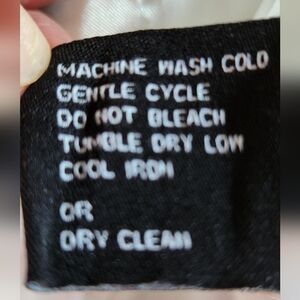 MACHINE WASH COLD
GENTLE CYCLE
DO NOT BLEACH
TUMBLE DRY LOW
COOL IRON
OR
DRY CLEAN